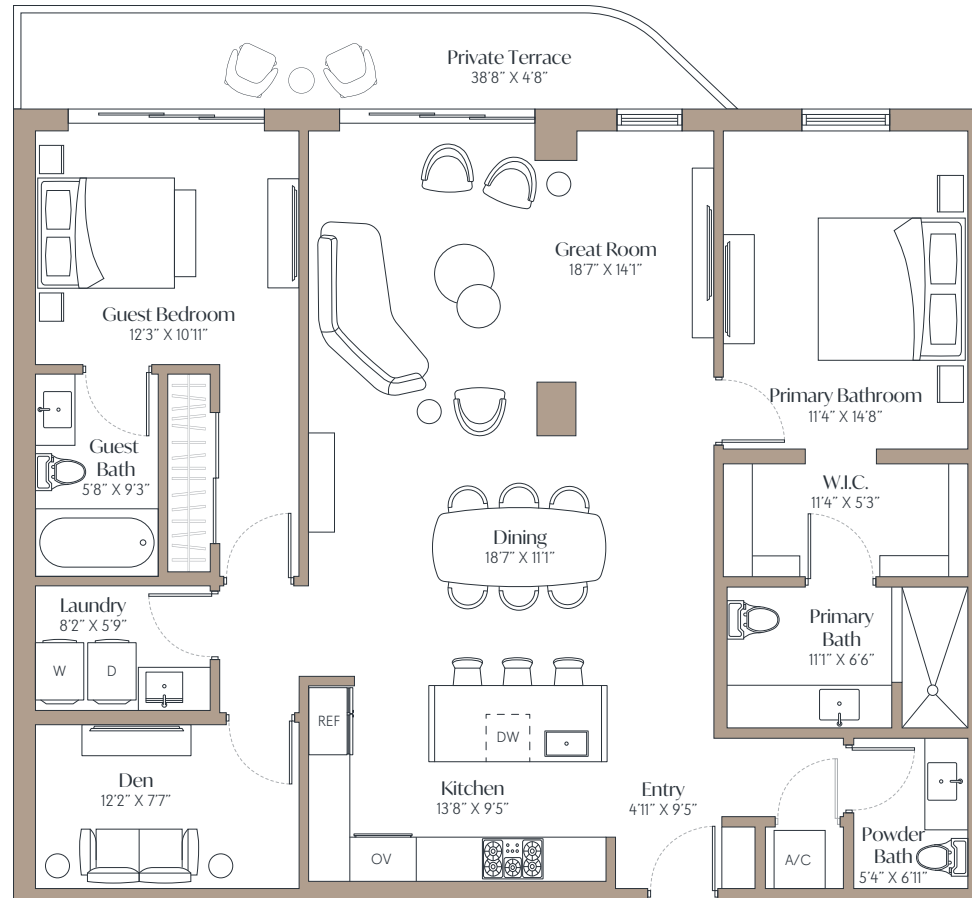 Private Terrace
38'8" X 4'8"
Great Room
18'7" X 14'1"
Guest Bedroom
12'3" X 10'11"
Primary Bathroom
11'4" X 14'8"
Guest
Bath
5'8" X 9'3"
W.I.C.
11'4" X 5'3"
Dining
18'7" X 11'1"
Laundry
8'2" X 5'9"
W
D
Primary
Bath
11'1" X 6'6"
REF
DW
Den
12'2" X 7'7"
Kitchen
13'8" X 9'5"
Entry
4'11" X 9'5"
OV
A/C
Powder
Bath
5'4" X 6'11"